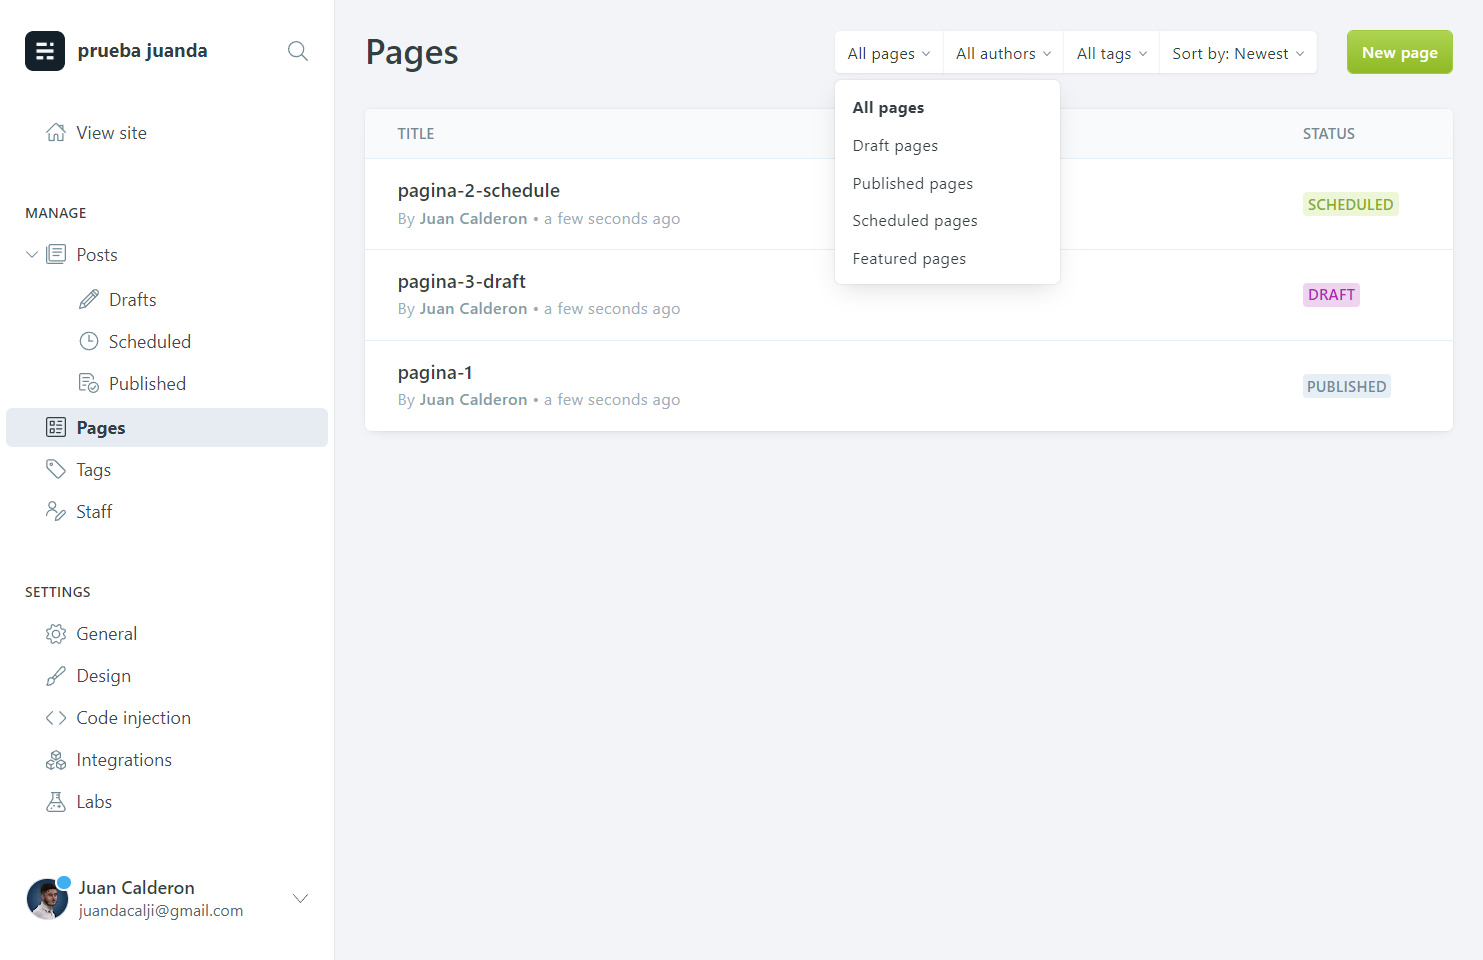 prueba juanda
View site
MANAGE
Posts
Drafts
Scheduled
Published
Pages
Tags
Staff
SETTINGS
General
Design
Code injection
Integrations
Labs
Juan Calderon
juandacalji@gmail.com
Pages
All pages
All authors
All tags
Sort by: Newest
New page
All pages
Draft pages
Published pages
Scheduled pages
Featured pages
TITLE
STATUS
pagina-2-schedule
By Juan Calderon • a few seconds ago
SCHEDULED
pagina-3-draft
By Juan Calderon • a few seconds ago
DRAFT
pagina-1
By Juan Calderon • a few seconds ago
PUBLISHED